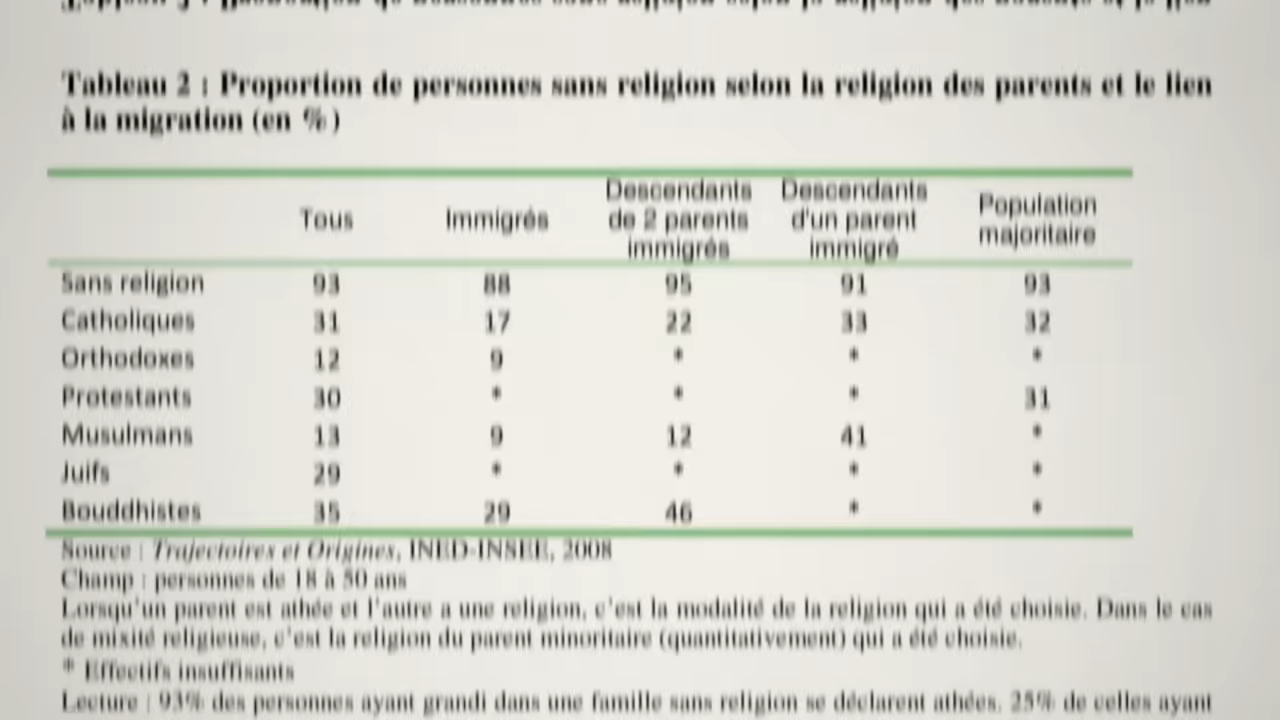 Tableau 2 : Proportion de personnes sans religion selon la religion des parents et le lien
à la migration (en %)
Tous Immigrés Descendants de 2 parents immigrés Descendants d'un parent immigré Population majoritaire
Sans religion 93 88 95 91 93
Catholiques 31 17 22 33 32
Orthodoxes 12 9 * * *
Protestants 30 * * * 31
Musulmans 13 9 12 41 *
Juifs 29 * * * *
Bouddhistes 35 29 46 * *
Source : Trajectoires et Origines, INED-INSEE, 2008
Champ : personnes de 18 à 50 ans
Lorsqu'un parent est athée et l'autre a une religion, c'est la modalité de la religion qui a été choisie. Dans le cas
de mixité religieuse, c'est la religion du parent minoritaire (quantitativement) qui a été choisie.
* Effectifs insuffisants
Lecture : 93% des personnes ayant grandi dans une famille sans religion se déclarent athées. 25% de celles ayant